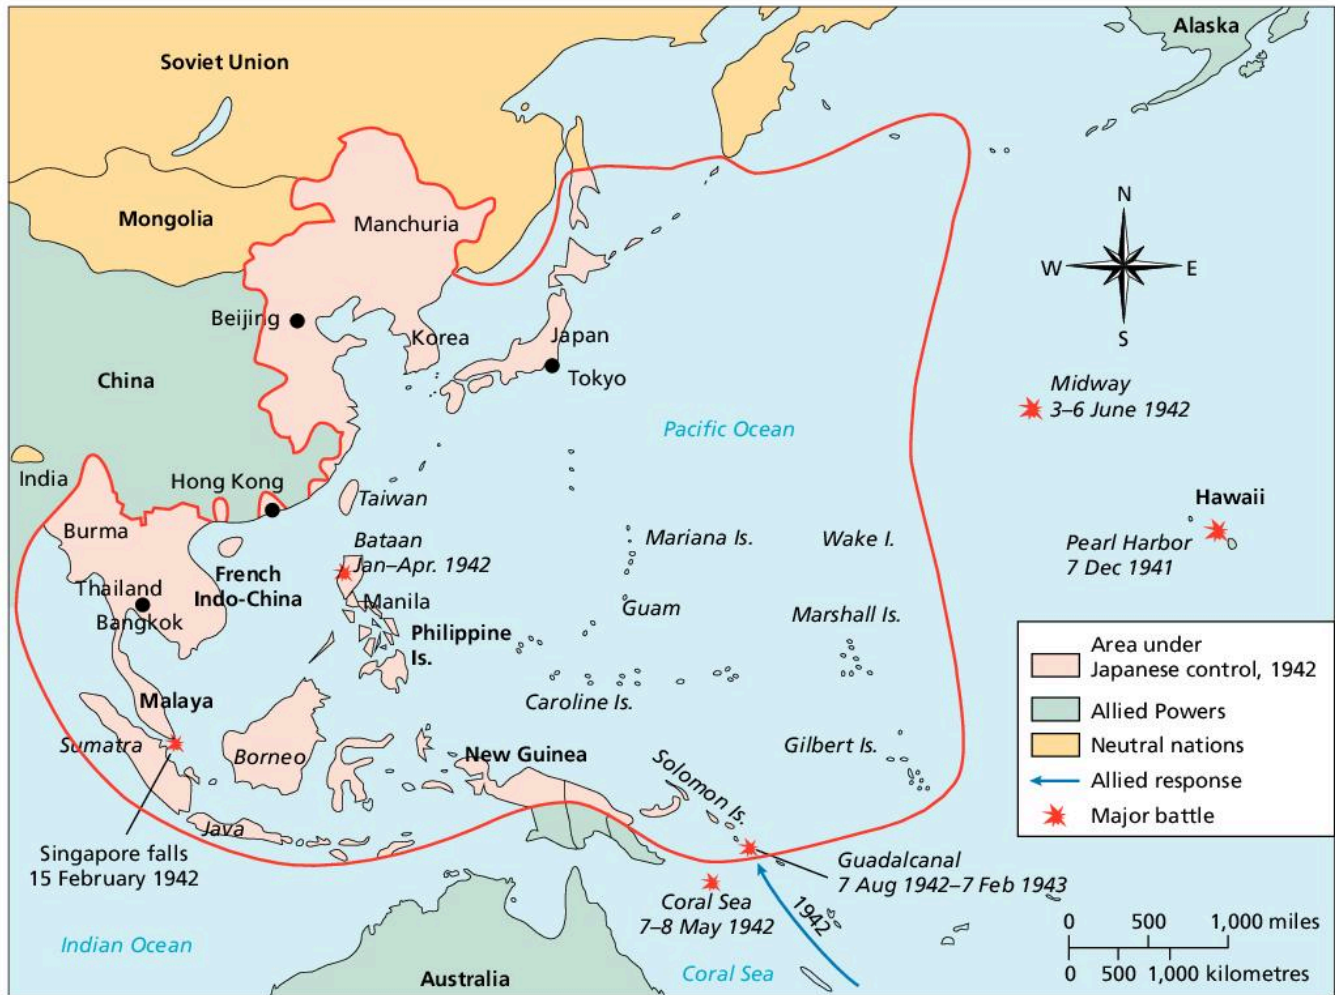 Alaska
Soviet Union
Mongolia
Manchuria
N
W
E
S
Beijing
Korea
Japan
Tokyo
China
Midway
3–6 June 1942
Pacific Ocean
India
Hong Kong
Taiwan
Hawaii
Pearl Harbor
7 Dec 1941
Burma
Bataan
Jan–Apr. 1942
Mariana Is.
Wake I.
French
Indo-China
Thailand
Bangkok
Manila
Guam
Marshall Is.
Philippine
Is.
Caroline Is.
Malaya
Sumatra
Borneo
New Guinea
Solomon Is.
Gilbert Is.
Java
Singapore falls
15 February 1942
Guadalcanal
7 Aug 1942–7 Feb 1943
Coral Sea
7–8 May 1942
1942
Indian Ocean
Australia
Coral Sea
Area under
Japanese control, 1942
Allied Powers
Neutral nations
Allied response
Major battle
0 500 1,000 miles
0 500 1,000 kilometres